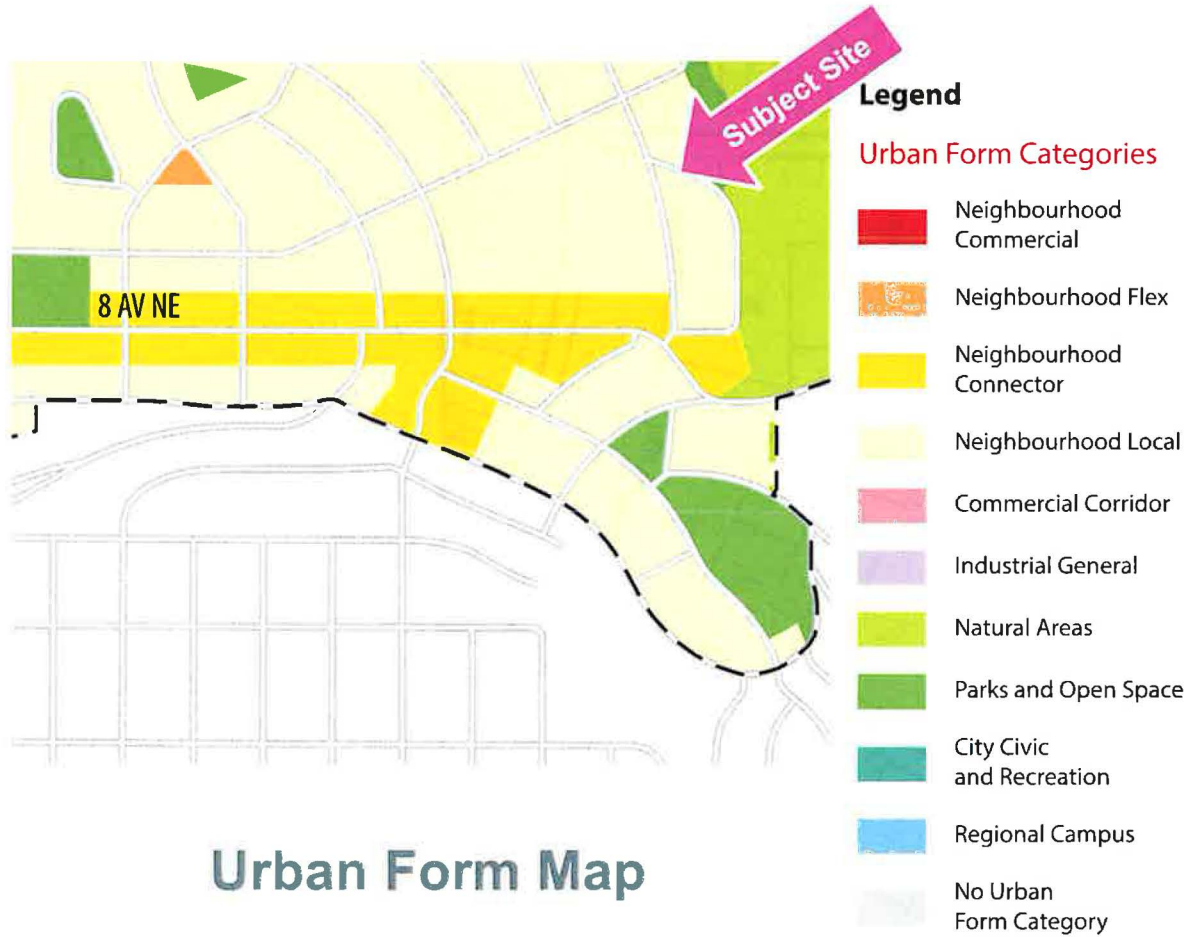 Subject Site
8 AV NE
Legend
Urban Form Categories
Neighbourhood
Commercial
Neighbourhood Flex
Neighbourhood
Connector
Neighbourhood Local
Commercial Corridor
Industrial General
Natural Areas
Parks and Open Space
City Civic
and Recreation
Regional Campus
No Urban
Form Category
Urban Form Map